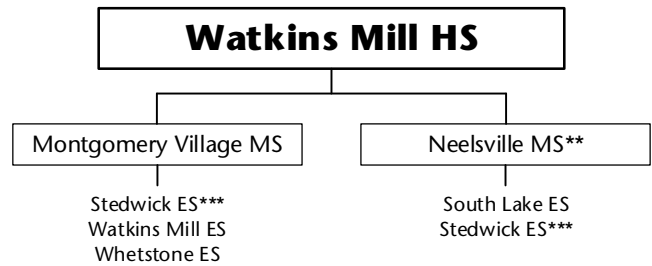 Watkins Mill HS
Montgomery Village MS
Neelsville MS**
Stedwick ES***
Watkins Mill ES
Whetstone ES
South Lake ES
Stedwick ES***